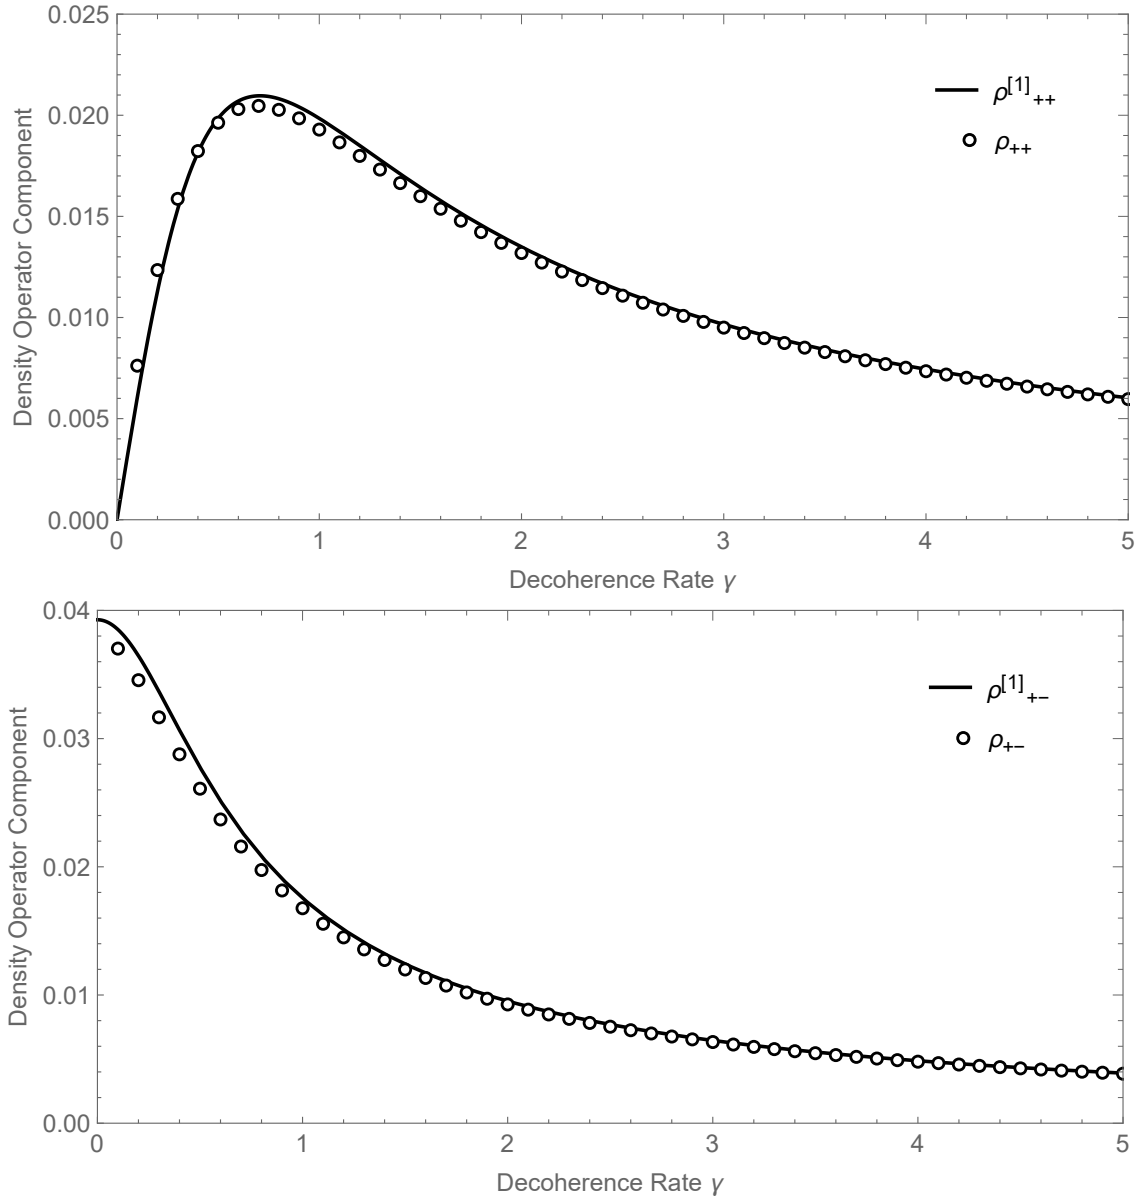 0.025
0.020
0.015
0.010
0.005
0.000
Density Operator Component
ρ[1]++
ρ++
0 1 2 3 4 5
Decoherence Rate γ
0.04
0.03
0.02
0.01
0.00
Density Operator Component
ρ[1]+−
ρ+−
0 1 2 3 4 5
Decoherence Rate γ